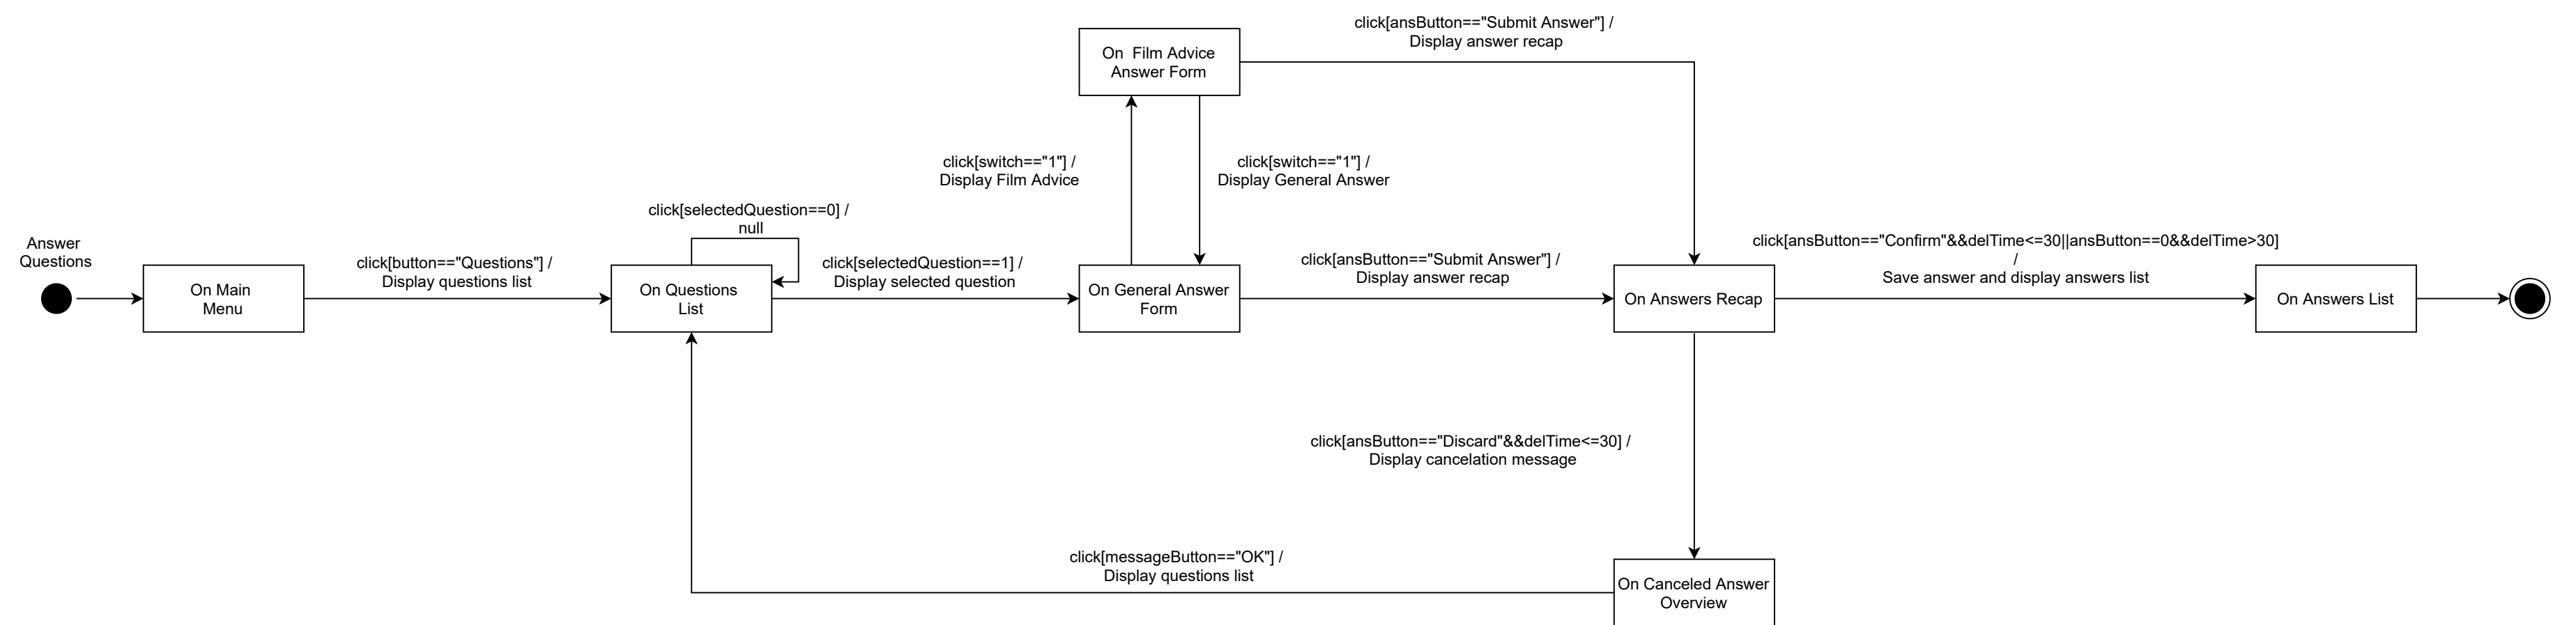 click[ansButton=="Submit Answer"] /
Display answer recap
On  Film Advice
Answer Form
click[switch=="1"] /
Display Film Advice
click[switch=="1"] /
Display General Answer
click[selectedQuestion==0] /
null
Answer
Questions
click[button=="Questions"] /
Display questions list
click[selectedQuestion==1] /
Display selected question
click[ansButton=="Submit Answer"] /
Display answer recap
click[ansButton=="Confirm"&&delTime<=30||ansButton==0&&delTime>30]
/
Save answer and display answers list
On Main
Menu
On Questions
List
On General Answer
Form
On Answers Recap
On Answers List
click[ansButton=="Discard"&&delTime<=30] /
Display cancelation message
click[messageButton=="OK"] /
Display questions list
On Canceled Answer
Overview